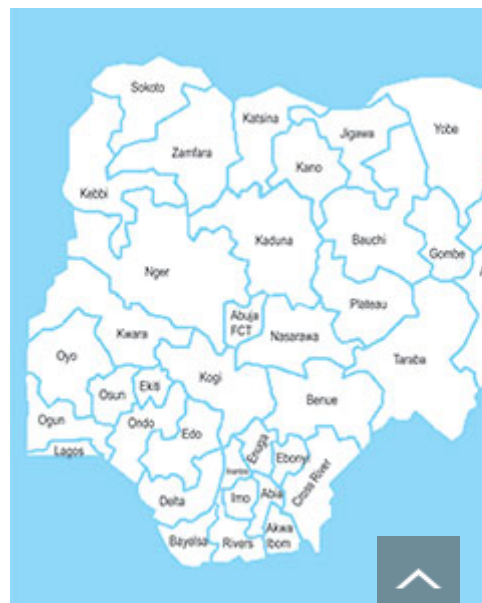 Sokoto
Katsina
Jigawa
Yobe
Zamfara
Kano
Kebbi
Kaduna
Bauchi
Gombe
Nger
Plateau
Abuja
FCT
Kwara
Nasarawa
Oyo
Taraba
Kogi
Osun
Ekiti
Benue
Ogun
Ondo
Edo
Enugu
Ebonyi
Lagos
Cross River
Delta
Imo
Abia
Akwa
Ibom
Bayelsa
Rivers